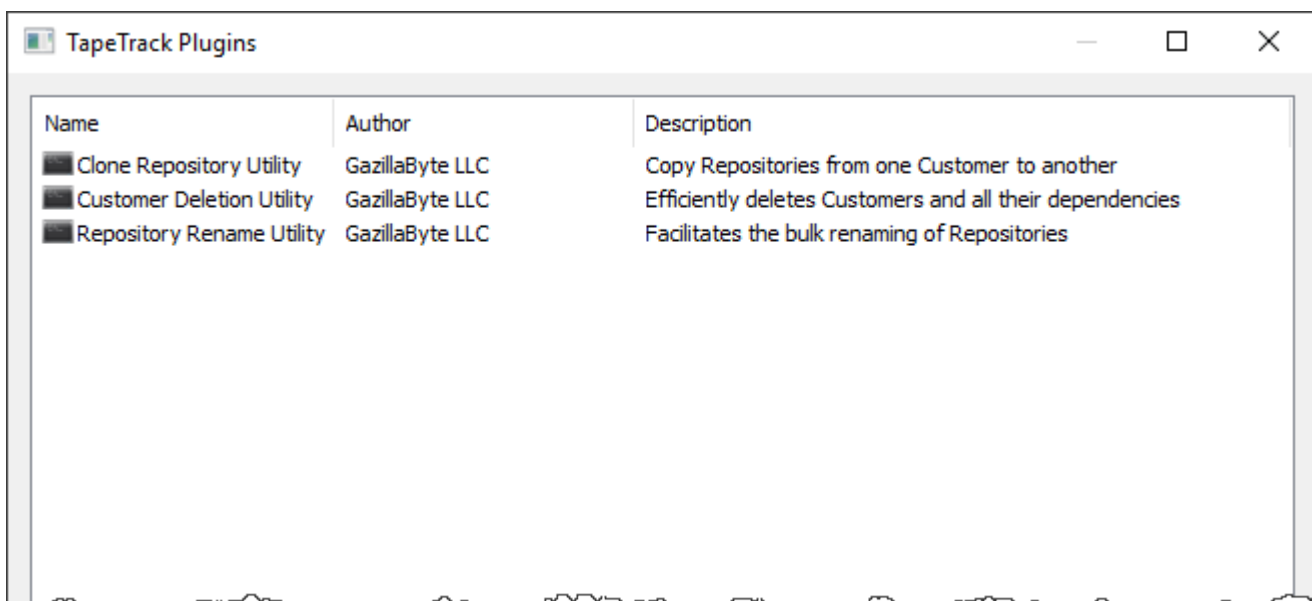 TapeTrack Plugins
Name Author Description
Clone Repository Utility GazillaByte LLC Copy Repositories from one Customer to another
Customer Deletion Utility GazillaByte LLC Efficiently deletes Customers and all their dependencies
Repository Rename Utility GazillaByte LLC Facilitates the bulk renaming of Repositories